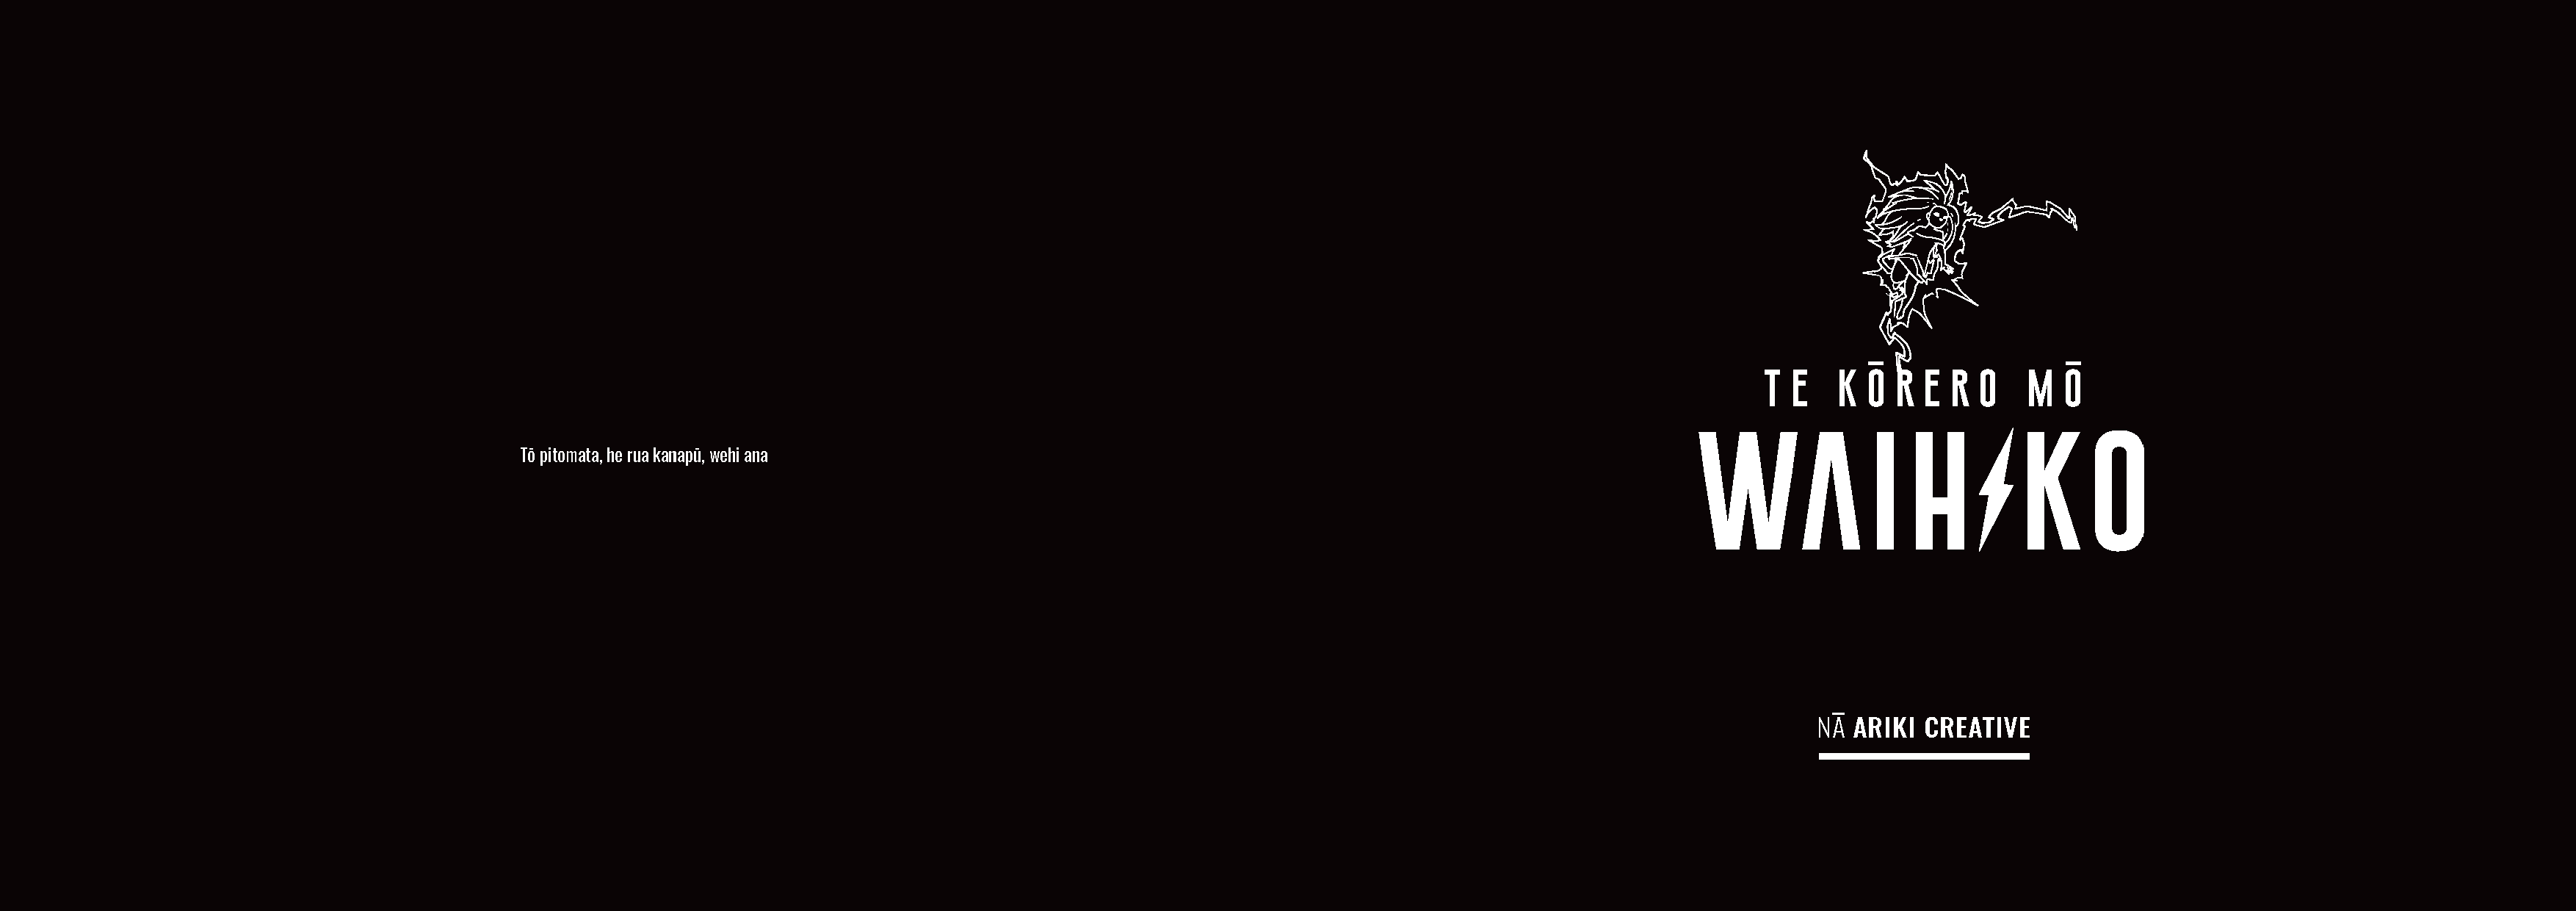 Tō pitomata, he rua kanapū, wehi ana
TE KŌRERO MŌ
WAIHIKO
NĀ ARIKI CREATIVE